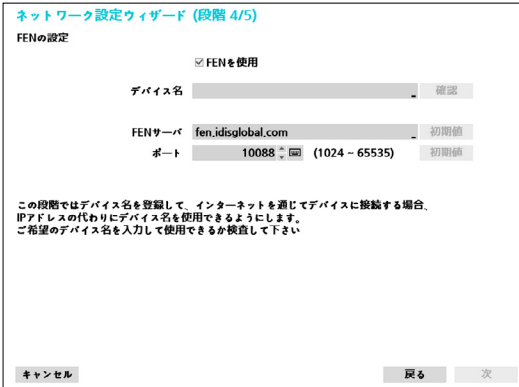 ネットワーク設定ウィザード (段階 4/5)
FENの設定
FENを使用
デバイス名 確認
FENサーバ fen.idisglobal.com 初期値
ポート 10088 (1024 ~ 65535) 初期値
この段階ではデバイス名を登録して、インターネットを通じてデバイスに接続する場合、
IPアドレスの代わりにデバイス名を使用できるようにします。
ご希望のデバイス名を入力して使用できるか検査して下さい
キャンセル 戻る 次